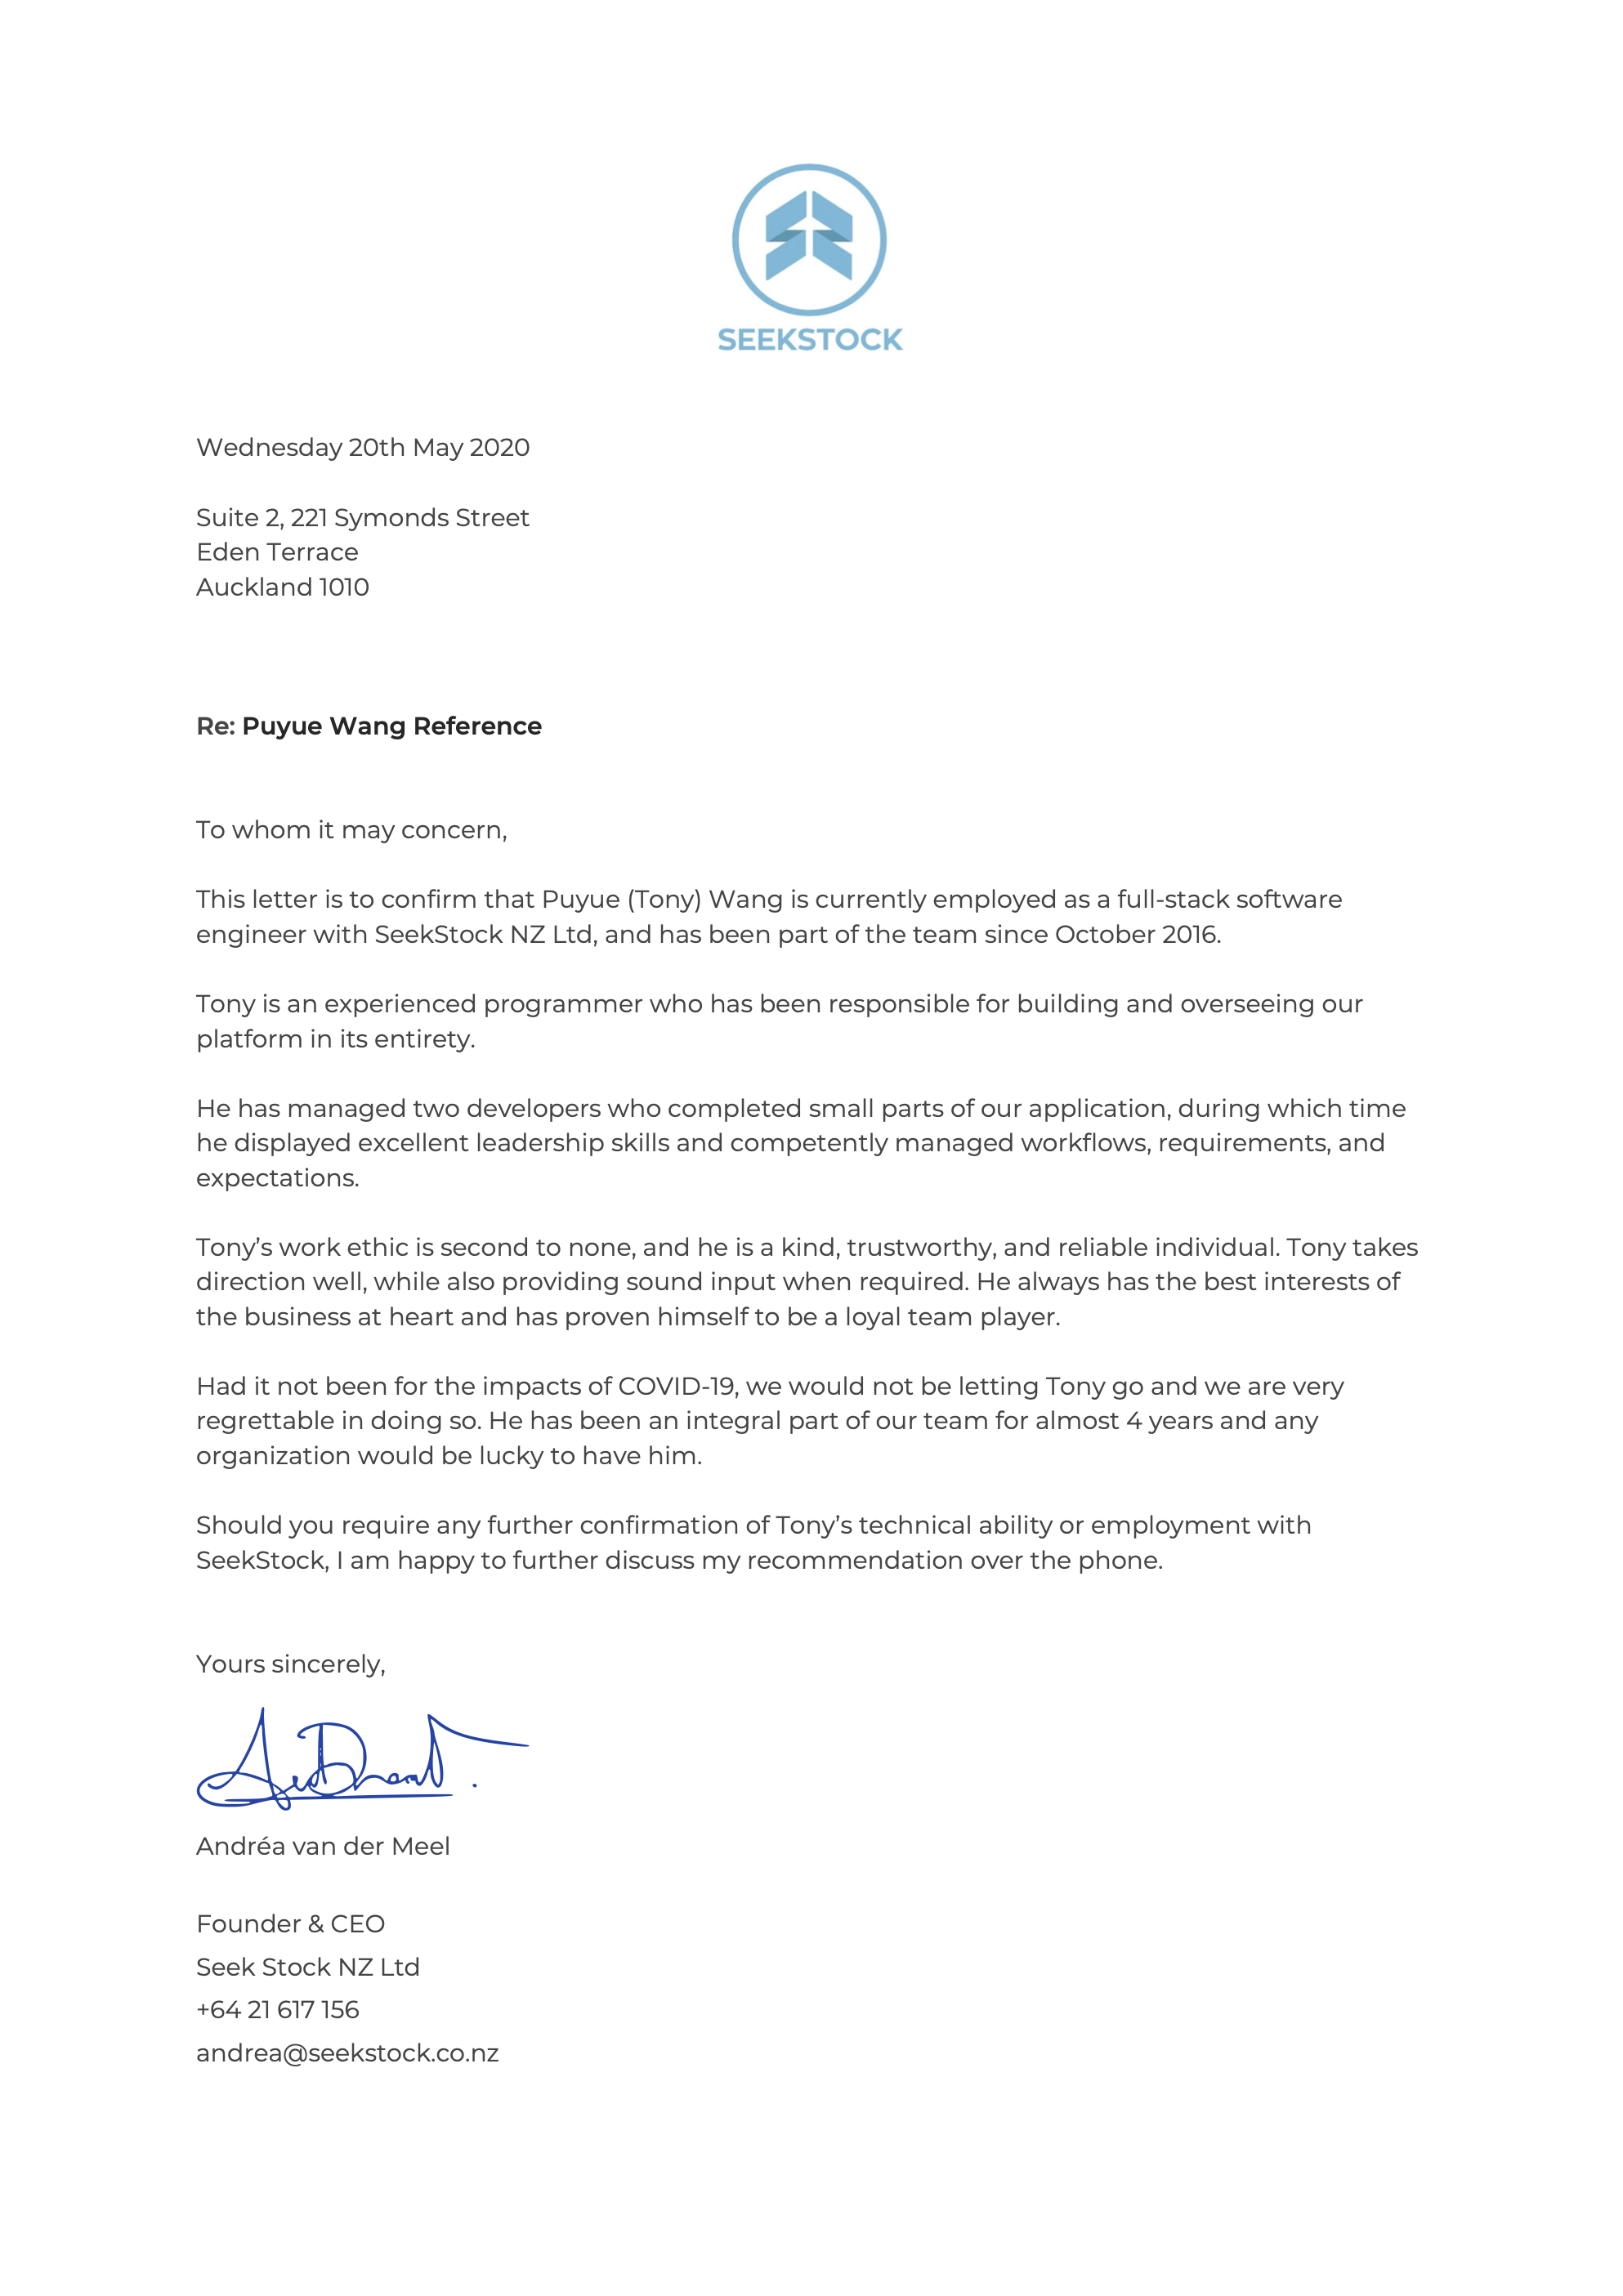 SEEKSTOCK
Wednesday 20th May 2020
Suite 2, 221 Symonds Street
Eden Terrace
Auckland 1010
Re: Puyue Wang Reference
To whom it may concern,
This letter is to confirm that Puyue (Tony) Wang is currently employed as a full-stack software
engineer with SeekStock NZ Ltd, and has been part of the team since October 2016.
Tony is an experienced programmer who has been responsible for building and overseeing our
platform in its entirety.
He has managed two developers who completed small parts of our application, during which time
he displayed excellent leadership skills and competently managed workflows, requirements, and
expectations.
Tony’s work ethic is second to none, and he is a kind, trustworthy, and reliable individual. Tony takes
direction well, while also providing sound input when required. He always has the best interests of
the business at heart and has proven himself to be a loyal team player.
Had it not been for the impacts of COVID-19, we would not be letting Tony go and we are very
regrettable in doing so. He has been an integral part of our team for almost 4 years and any
organization would be lucky to have him.
Should you require any further confirmation of Tony’s technical ability or employment with
SeekStock, I am happy to further discuss my recommendation over the phone.
Yours sincerely,
Andréa van der Meel
Founder & CEO
Seek Stock NZ Ltd
+64 21 617 156
andrea@seekstock.co.nz